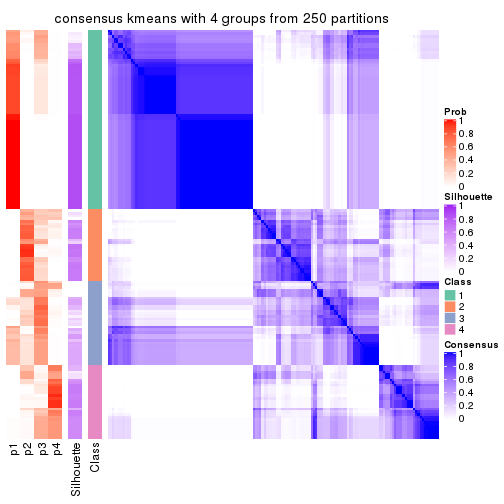 consensus kmeans with 4 groups from 250 partitions
Prob
1
0.8
0.6
0.4
0.2
0
Silhouette
1
0.8
0.6
0.4
0.2
0
Class
1
2
3
4
Consensus
1
0.8
0.6
0.4
0.2
0
p1
p2
p3
p4
Silhouette
Class